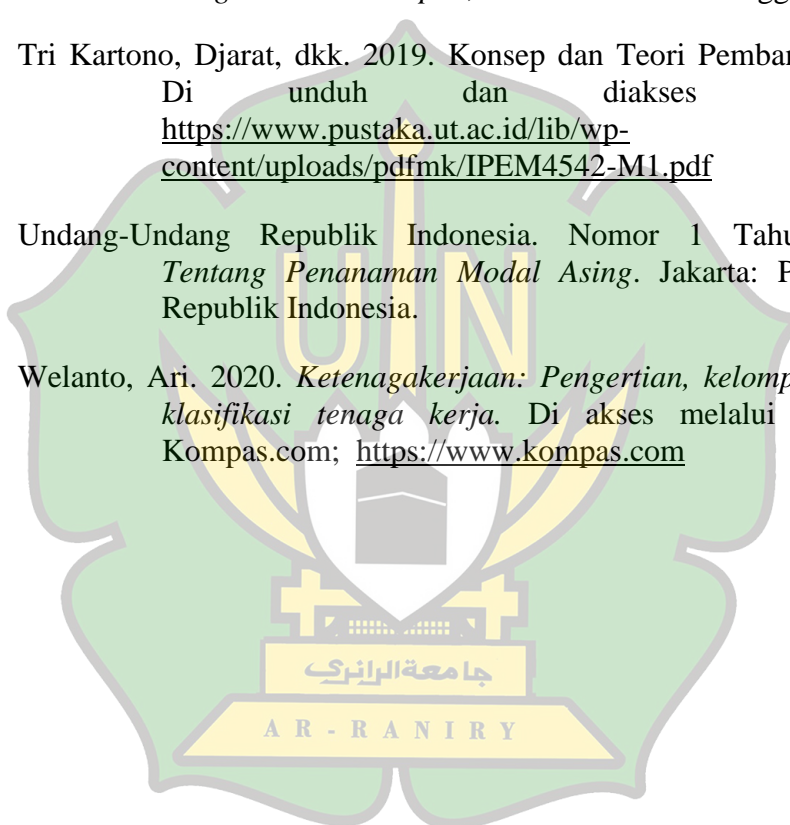 Tri Kartono, Djarat, dkk. 2019. Konsep dan Teori
Di unduh dan diakses
https://www.pustaka.ut.ac.id/lib/wp-
content/uploads/pdfmk/IPEM4542-M1.pdf
Undang-Undang Republik Indonesia. Nomor 1
Tentang Penanaman Modal Asing. Jakarta:
Republik Indonesia.
Welanto, Ari. 2020. Ketenagakerjaan: Pengertian,
klasifikasi tenaga kerja. Di akses melalui
Kompas.com; https://www.kompas.com
UIN
جامعة الرانري
AR-RANIRY